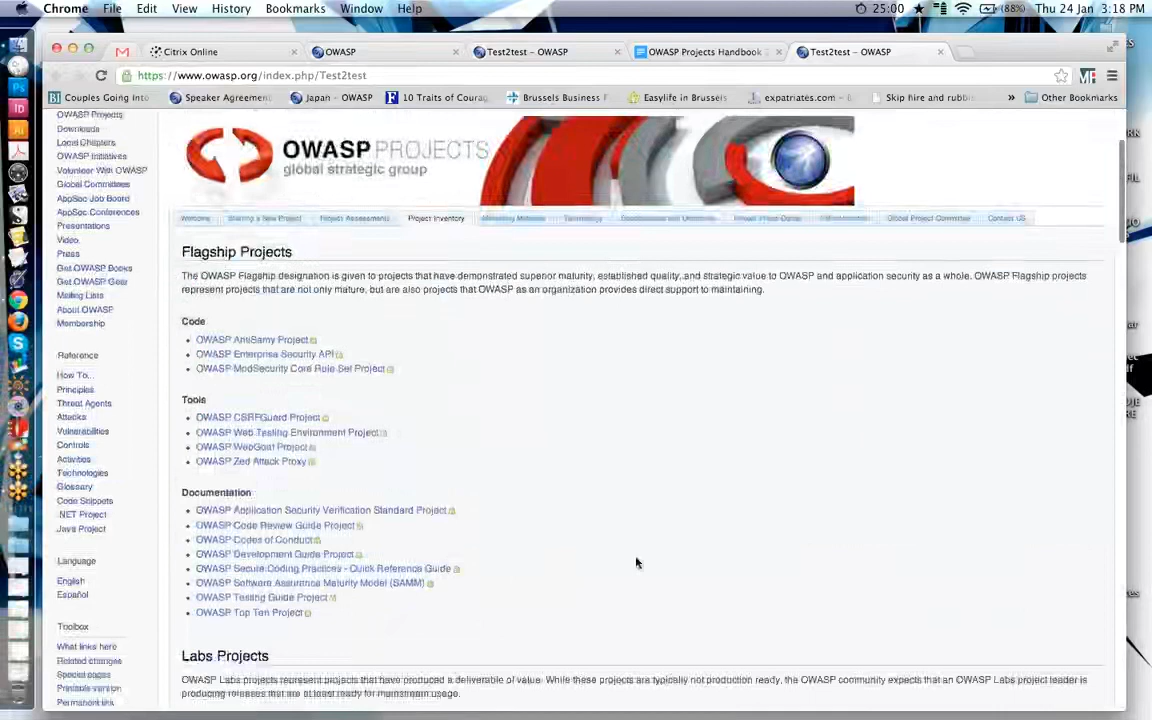 Chrome File Edit View History Bookmarks Window Help 25:00 (88%) Thu 24 Jan 3:18 PM
Citrix Online × OWASP × Test2test – OWASP × OWASP Projects Handbook × Test2test – OWASP ×
https://www.owasp.org/index.php/Test2test
Couples Going Into Speaker Agreement Japan - OWASP 10 Traits of Courag Brussels Business F Easylife in Brussels expatriates.com – Skip hire and rubbi » Other Bookmarks
OWASP Projects
Downloads
Local Chapters
OWASP Initiatives
Volunteer With OWASP
Global Committees
AppSec Job Board
AppSec Conferences
Presentations
Video
Press
Get OWASP Books
Get OWASP Gear
Mailing Lists
About OWASP
Membership
Reference
How To...
Principles
Threat Agents
Attacks
Vulnerabilities
Controls
Activities
Technologies
Glossary
Code Snippets
.NET Project
Java Project
Language
English
Español
Toolbox
What links here
Related changes
Special pages
Printable version
Permanent link
OWASP PROJECTS
global strategic group
Welcome Starting a New Project Project Assessments Project Inventory Marketing Material Terminology Global Project Committee Contact US
Flagship Projects
The OWASP Flagship designation is given to projects that have demonstrated superior maturity, established quality, and strategic value to OWASP and application security as a whole. OWASP Flagship projects
represent projects that are not only mature, but are also projects that OWASP as an organization provides direct support to maintaining.
Code
OWASP AntiSamy Project
OWASP Enterprise Security API
OWASP ModSecurity Core Rule Set Project
Tools
OWASP CSRFGuard Project
OWASP Web Testing Environment Project
OWASP WebGoat Project
OWASP Zed Attack Proxy
Documentation
OWASP Application Security Verification Standard Project
OWASP Code Review Guide Project
OWASP Codes of Conduct
OWASP Development Guide Project
OWASP Secure Coding Practices - Quick Reference Guide
OWASP Software Assurance Maturity Model (SAMM)
OWASP Testing Guide Project
OWASP Top Ten Project
Labs Projects
OWASP Labs projects represent projects that have produced a deliverable of value. While these projects are typically not production ready, the OWASP community expects that an OWASP Labs project leader is
producing releases that are at least ready for mainstream usage.